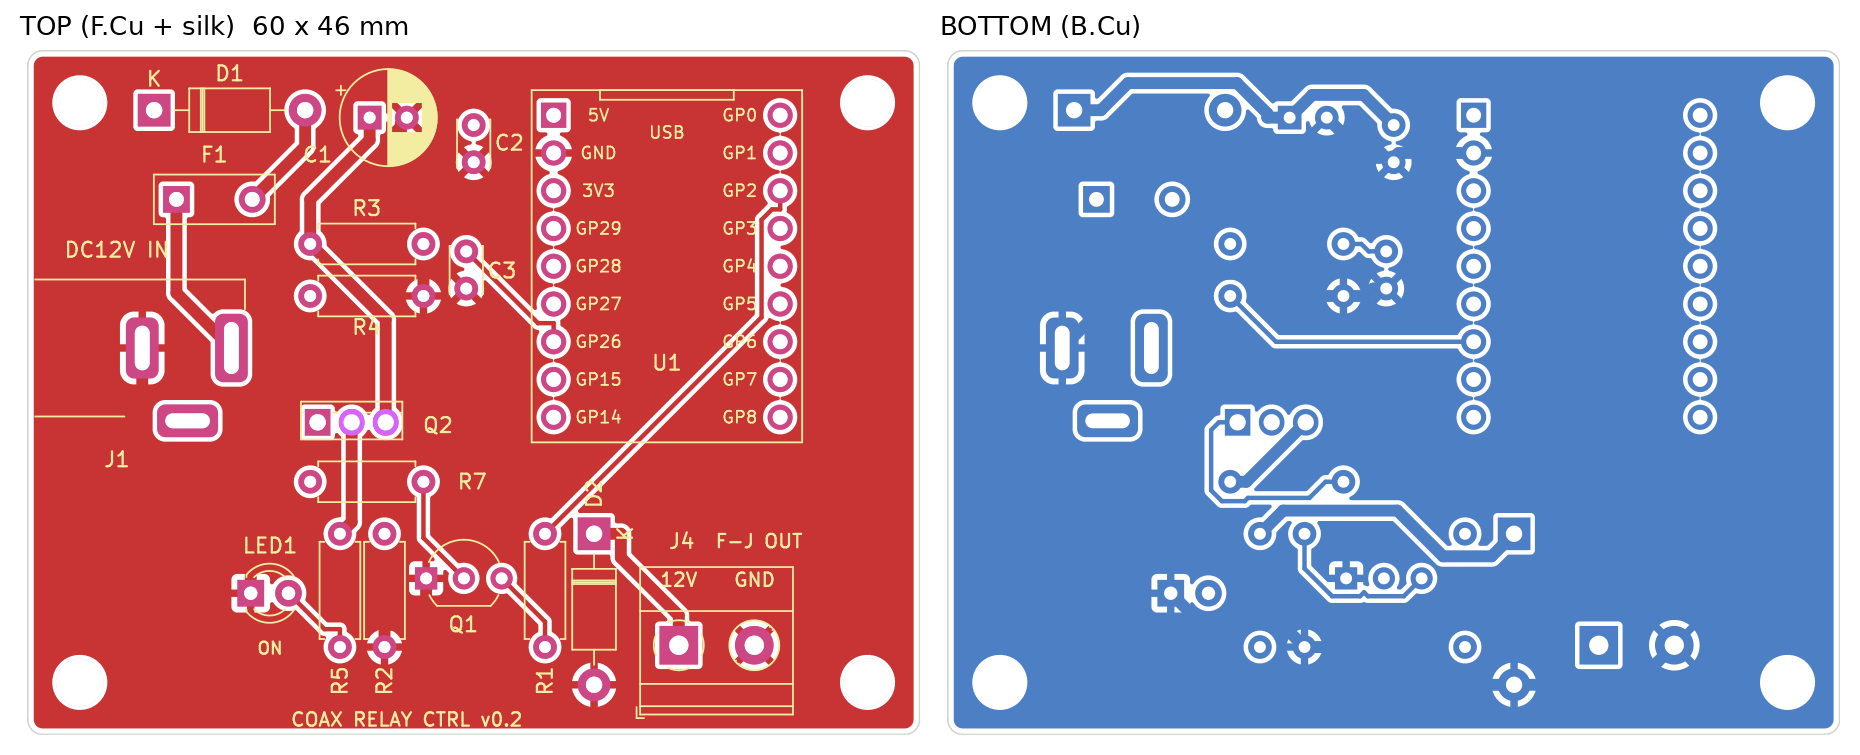 TOP (F.Cu + silk)  60 x 46 mm
BOTTOM (B.Cu)
K
D1
+
F1
C1
C2
5V
USB
GP0
GND
GP1
3V3
GP2
R3
GP29
GP3
DC12V IN
GP28
GP4
C3
GP27
GP5
R4
GP26
GP6
U1
GP15
GP7
GP14
GP8
Q2
J1
R7
D2
K
LED1
J4
F-J OUT
12V
GND
Q1
ON
R5
R2
R1
COAX RELAY CTRL v0.2